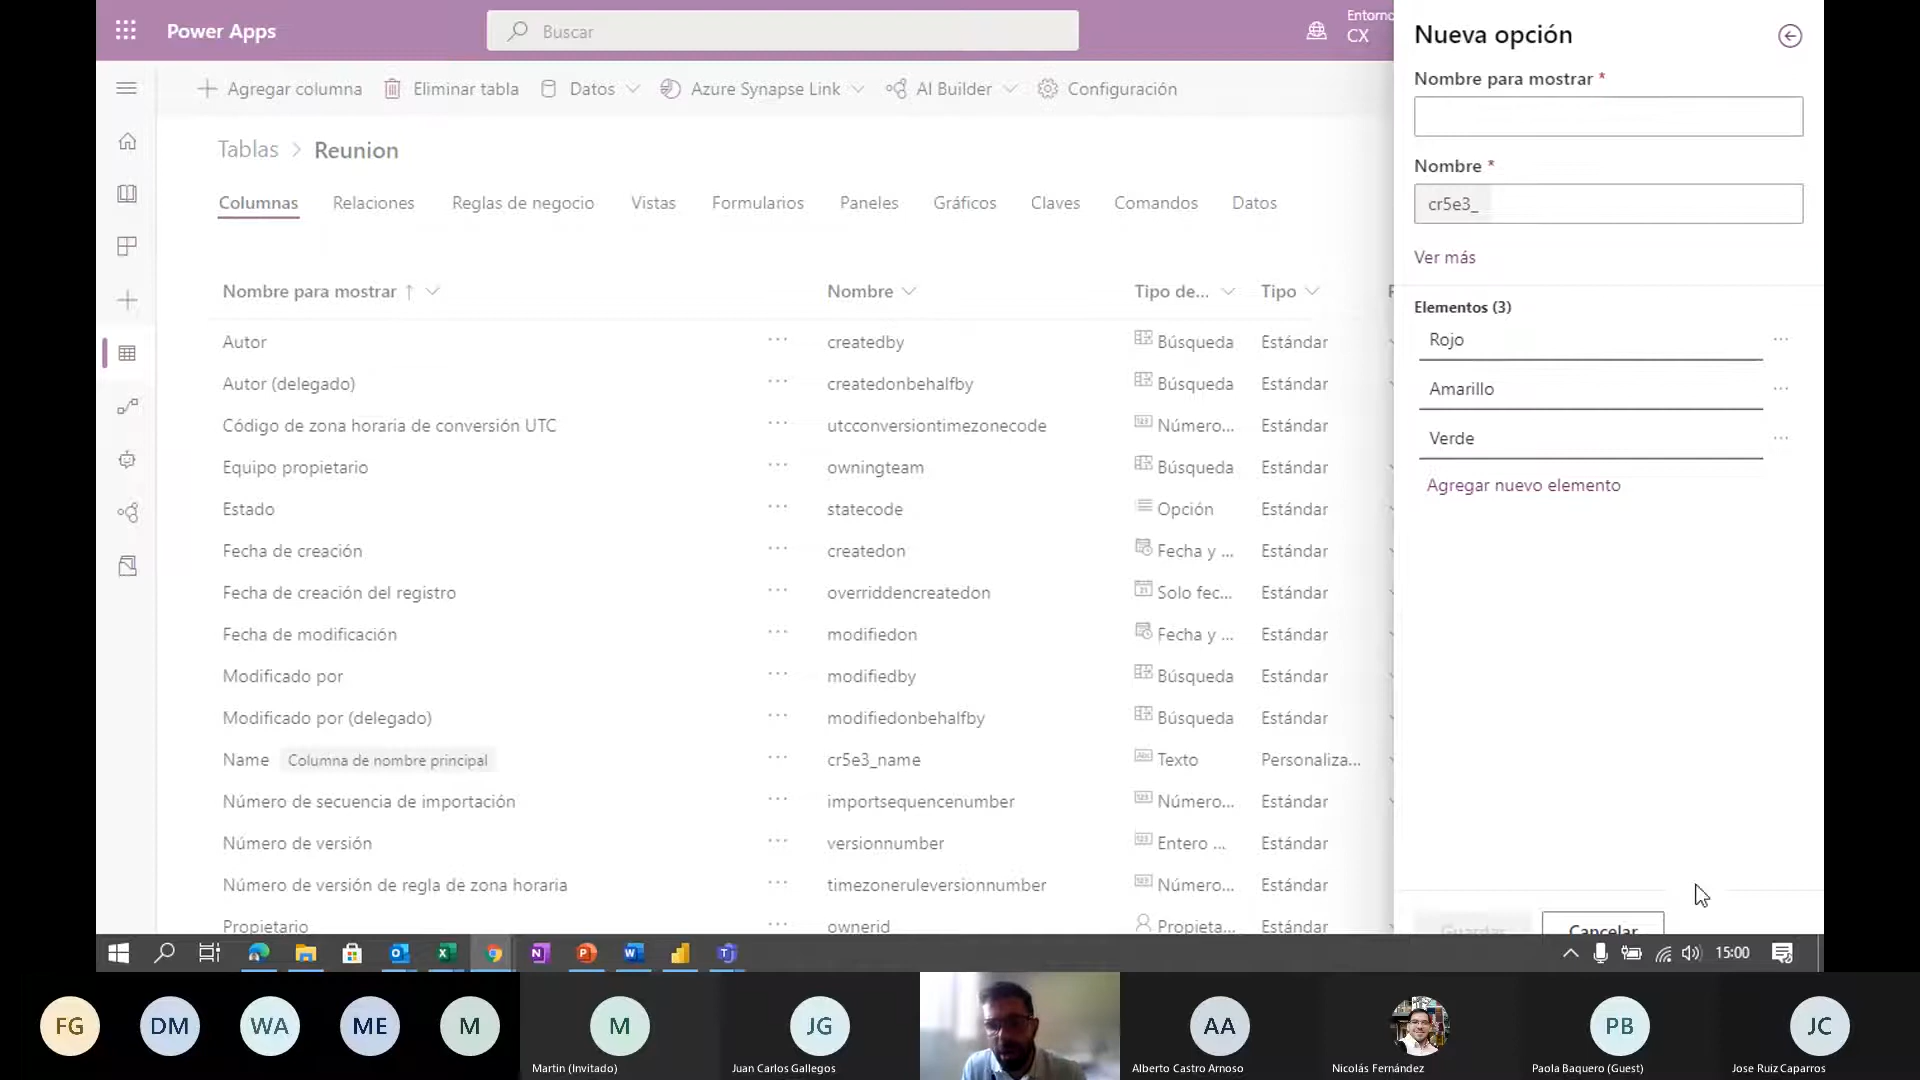 Power Apps
Buscar
Entorno
CX
Agregar columna
Eliminar tabla
Datos
Azure Synapse Link
AI Builder
Configuración
Tablas > Reunion
Columnas
Relaciones
Reglas de negocio
Vistas
Formularios
Paneles
Gráficos
Claves
Comandos
Datos
Nombre para mostrar ↑ Nombre Tipo de... Tipo
Autor ... createdby Búsqueda Estándar
Autor (delegado) ... createdonbehalfby Búsqueda Estándar
Código de zona horaria de conversión UTC ... utcconversiontimezonecode Número... Estándar
Equipo propietario ... owningteam Búsqueda Estándar
Estado ... statecode Opción Estándar
Fecha de creación ... createdon Fecha y ... Estándar
Fecha de creación del registro ... overriddencreatedon Solo fec... Estándar
Fecha de modificación ... modifiedon Fecha y ... Estándar
Modificado por ... modifiedby Búsqueda Estándar
Modificado por (delegado) ... modifiedonbehalfby Búsqueda Estándar
Name Columna de nombre principal ... cr5e3_name Texto Personaliza...
Número de secuencia de importación ... importsequencenumber Número... Estándar
Número de versión ... versionnumber Entero ... Estándar
Número de versión de regla de zona horaria ... timezoneruleversionnumber Número... Estándar
Propietario ... ownerid Propieta... Estándar
Nueva opción
Nombre para mostrar *
Nombre *
cr5e3_
Ver más
Elementos (3)
Rojo ...
Amarillo ...
Verde ...
Agregar nuevo elemento
Guardar
Cancelar
15:00
FG
DM
WA
ME
M
M
Martin (Invitado)
JG
Juan Carlos Gallegos
AA
Alberto Castro Arnoso
Nicolás Fernández
PB
Paola Baquero (Guest)
JC
Jose Ruiz Caparros